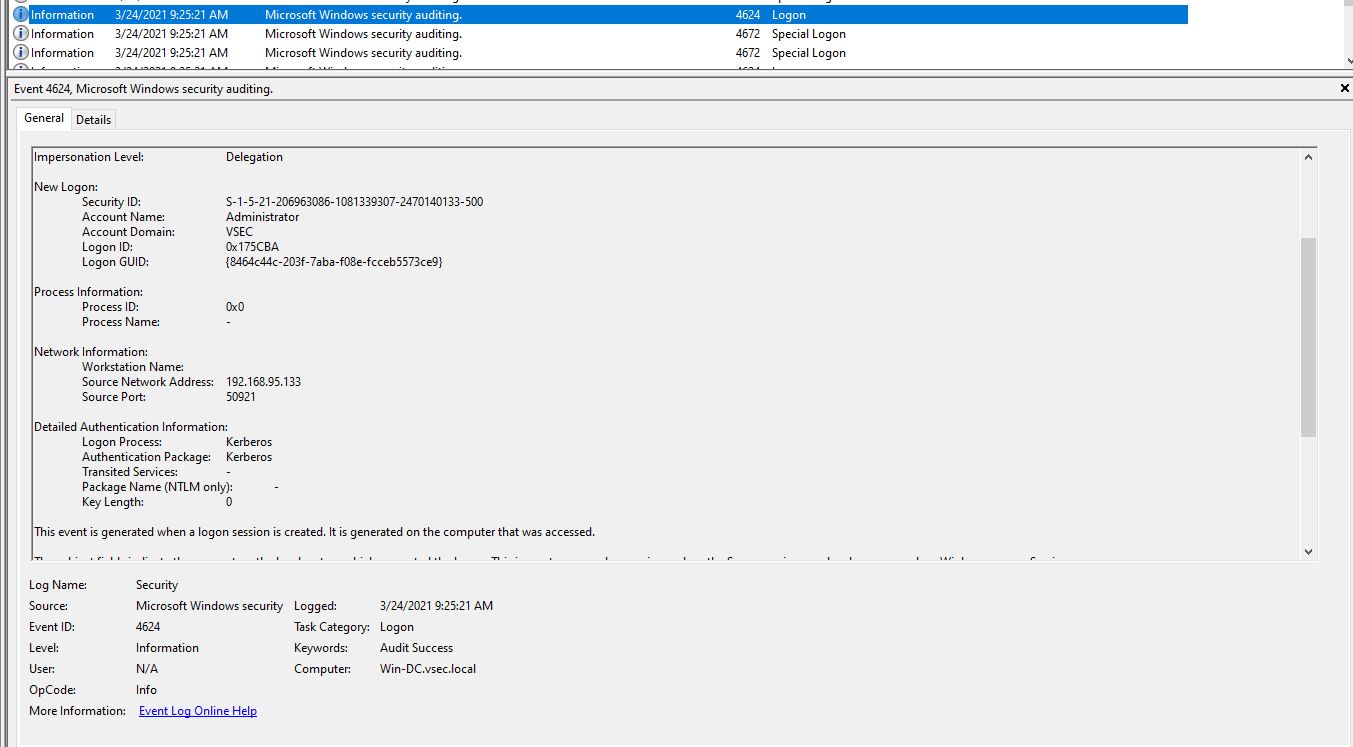 Information 3/24/2021 9:25:21 AM Microsoft Windows security auditing. 4624 Logon
Information 3/24/2021 9:25:21 AM Microsoft Windows security auditing. 4672 Special Logon
Information 3/24/2021 9:25:21 AM Microsoft Windows security auditing. 4672 Special Logon
Event 4624, Microsoft Windows security auditing.
General Details
Impersonation Level: Delegation
New Logon:
Security ID: S-1-5-21-206963086-1081339307-2470140133-500
Account Name: Administrator
Account Domain: VSEC
Logon ID: 0x175CBA
Logon GUID: {8464c44c-203f-7aba-f08e-fcceb5573ce9}
Process Information:
Process ID: 0x0
Process Name: -
Network Information:
Workstation Name:
Source Network Address: 192.168.95.133
Source Port: 50921
Detailed Authentication Information:
Logon Process: Kerberos
Authentication Package: Kerberos
Transited Services: -
Package Name (NTLM only): -
Key Length: 0
This event is generated when a logon session is created. It is generated on the computer that was accessed.
Log Name: Security
Source: Microsoft Windows security Logged: 3/24/2021 9:25:21 AM
Event ID: 4624 Task Category: Logon
Level: Information Keywords: Audit Success
User: N/A Computer: Win-DC.vsec.local
OpCode: Info
More Information: Event Log Online Help